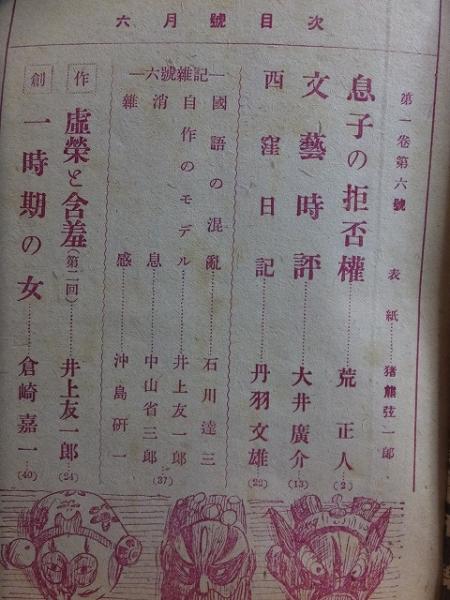 六月號目次
第一卷第六號
表紙……猪熊弦一郎
息子の拒否權……荒正人…(2)
文藝時評……大井廣介…(13)
西窪日記……丹羽文雄…(22)
―六號雜記―
國語の混亂……石川達三
自作のモデル……井上友一郎
消息……中山省三郎
雜感……沖島研一
(37)
創作
虛榮と含羞(第二回)……井上友一郎…(24)
一時期の女……倉崎嘉一…(40)